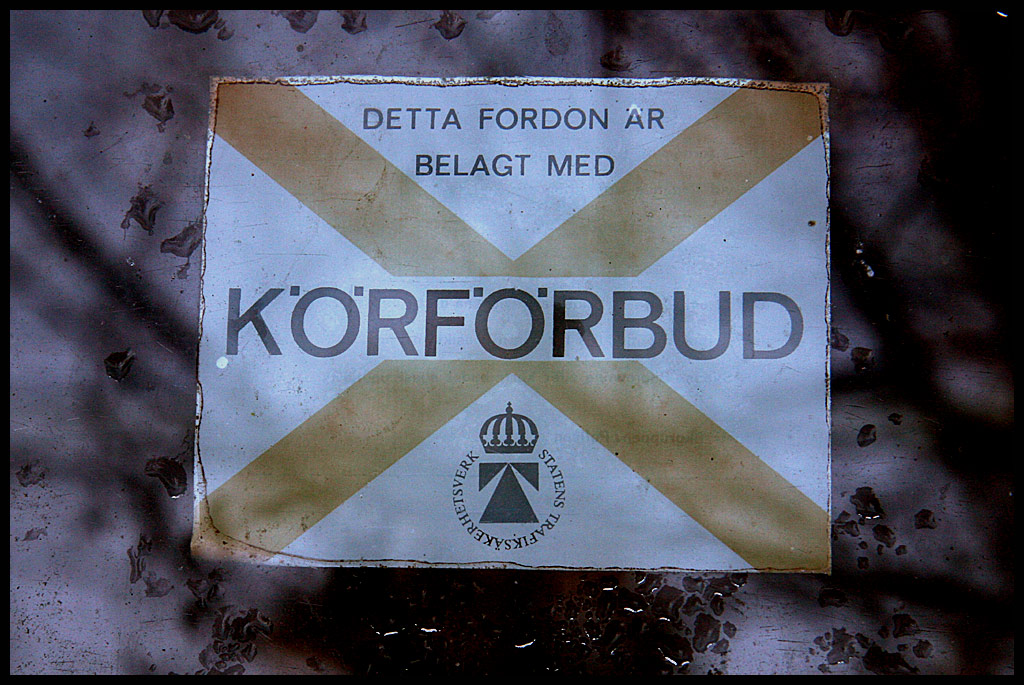 DETTA FORDON ÄR
BELAGT MED
KÖRFÖRBUD
STATENS TRAFIKSÄKERHETSVERK